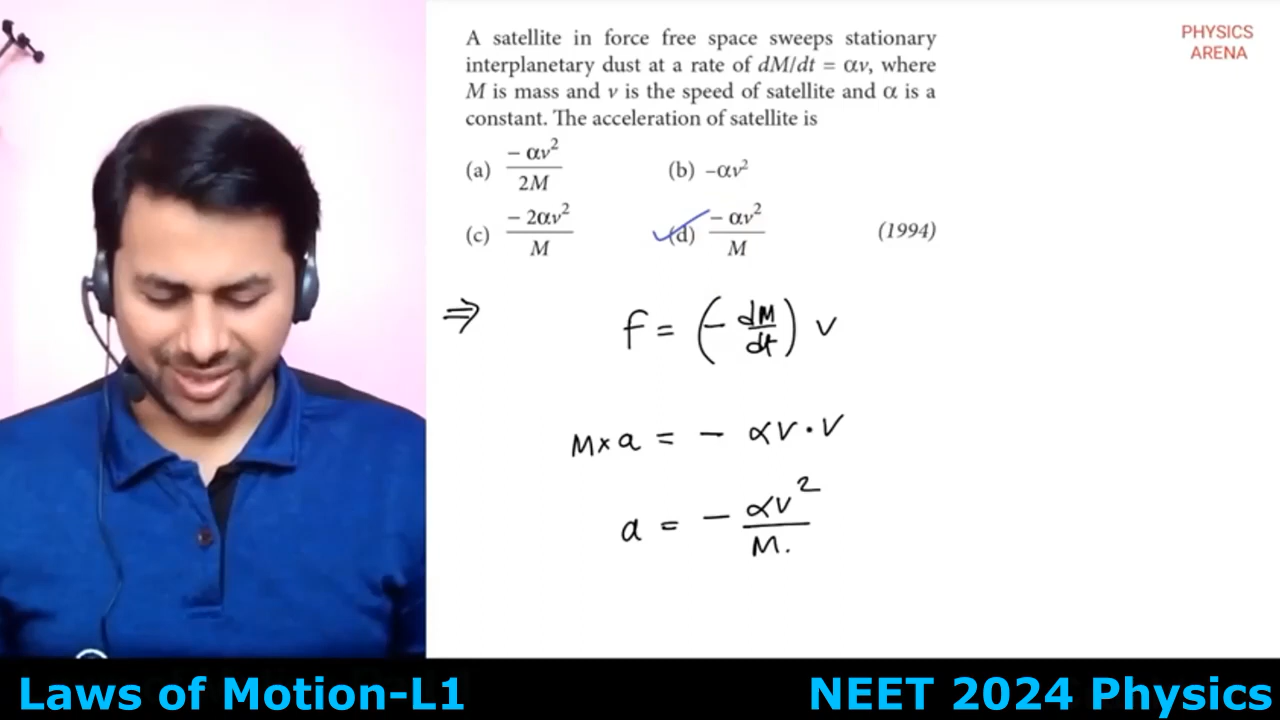 A satellite in force free space sweeps stationary
interplanetary dust at a rate of dM/dt = αv, where
M is mass and v is the speed of satellite and α is a
constant. The acceleration of satellite is
(a) -αv²/2M (b) -αv²
(c) -2αv²/M (d) -αv²/M (1994)
PHYSICS
ARENA
⇒ f = (- dM/dt) v
M× a = - αv·v
a = - αv²/M.
Laws of Motion-L1
NEET 2024 Physics